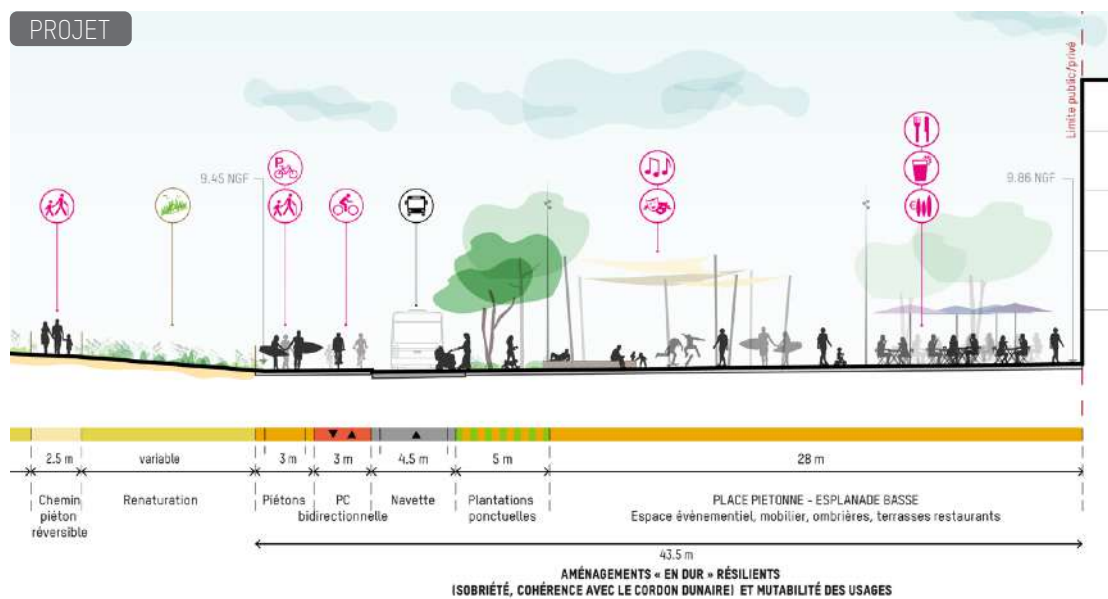 PROJET
Limite public/privé
P
€
9.45 NGF
9.86 NGF
2.5 m
variable
3 m
3 m
4.5 m
5 m
28 m
Chemin
piéton
réversible
Renaturation
Piétons
PC
bidirectionnelle
Navette
Plantations
ponctuelles
PLACE PIETONNE - ESPLANADE BASSE
Espace évènementiel, mobilier, ombrières, terrasses restaurants
43.5 m
AMÉNAGEMENTS « EN DUR » RÉSILIENTS
(SOBRIÉTÉ, COHÉRENCE AVEC LE CORDON DUNAIRE) ET MUTABILITÉ DES USAGES